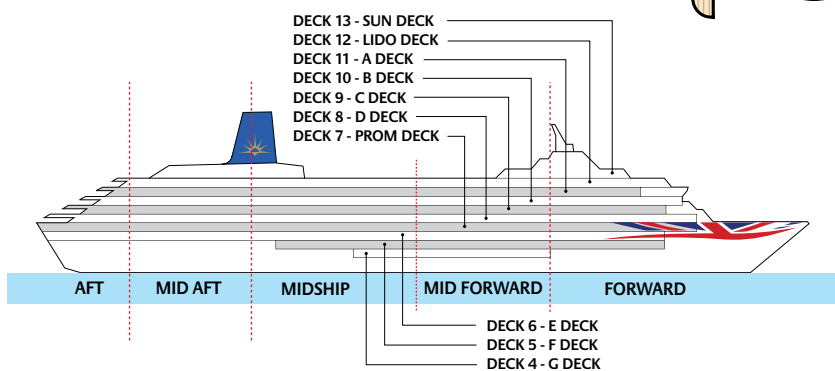 DECK 13 - SUN DECK
DECK 12 - LIDO DECK
DECK 11 - A DECK
DECK 10 - B DECK
DECK 9 - C DECK
DECK 8 - D DECK
DECK 7 - PROM DECK
AFT MID AFT MIDSHIP MID FORWARD FORWARD
DECK 6 - E DECK
DECK 5 - F DECK
DECK 4 - G DECK